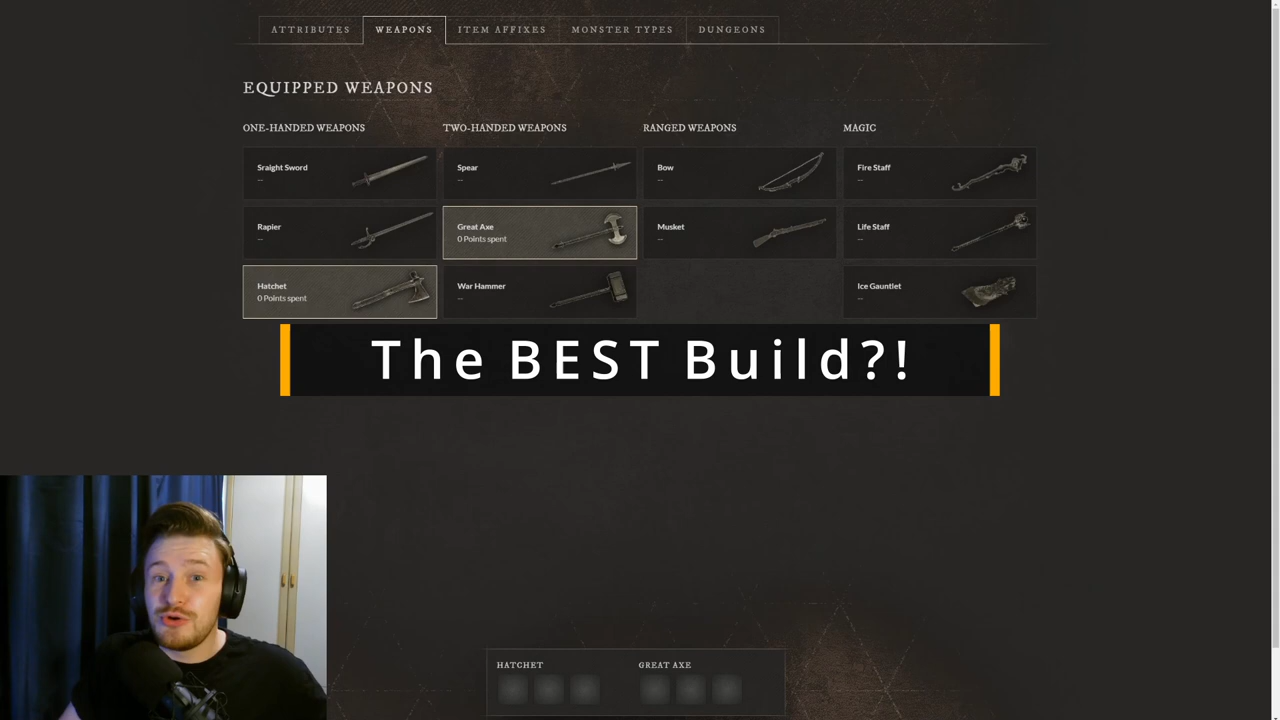 ATTRIBUTES WEAPONS ITEM AFFIXES MONSTER TYPES DUNGEONS
EQUIPPED WEAPONS
ONE-HANDED WEAPONS TWO-HANDED WEAPONS RANGED WEAPONS MAGIC
Sraight Sword Spear Bow Fire Staff
-- -- -- --
Rapier Great Axe Musket Life Staff
-- 0 Points spent -- --
Hatchet War Hammer Ice Gauntlet
0 Points spent -- --
The BEST Build?!
HATCHET GREAT AXE